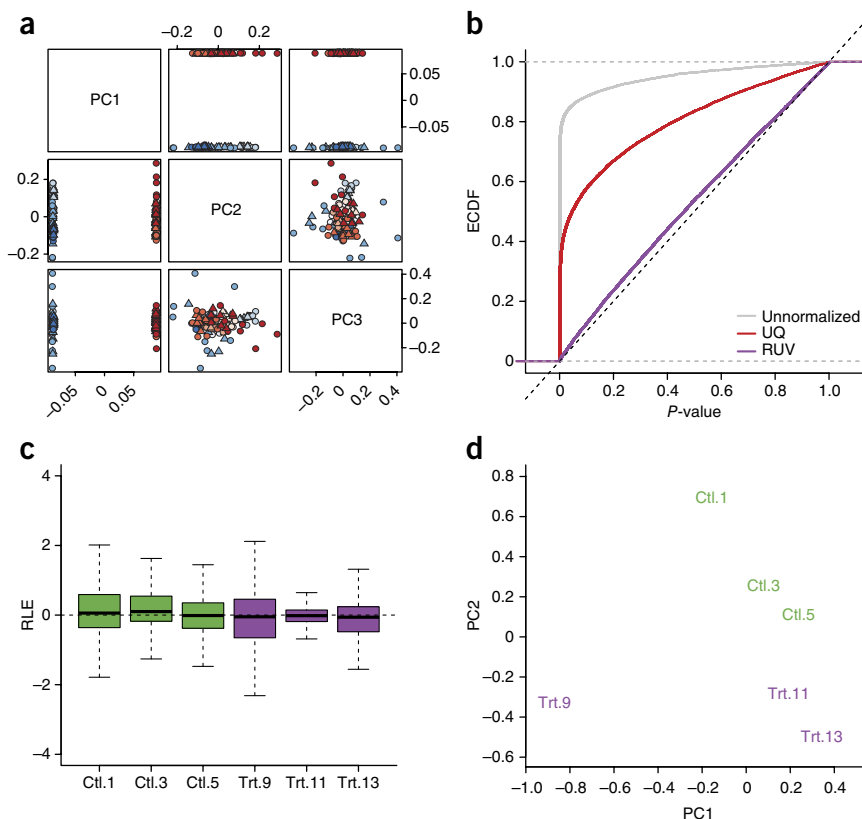 a
−0.2 0 0.2
PC1
0.05
0
−0.05
0.2
0
−0.2
PC2
PC3
0.4
0.2
0
−0.2
−0.05 0 0.05
−0.2 0 0.2 0.4
b
1.0
0.8
0.6
0.4
0.2
0
ECDF
Unnormalized
UQ
RUV
0 0.2 0.4 0.6 0.8 1.0
P-value
c
4
2
0
−2
−4
RLE
Ctl.1 Ctl.3 Ctl.5 Trt.9 Trt.11 Trt.13
d
0.8
0.6
0.4
0.2
0
−0.2
−0.4
−0.6
PC2
Ctl.1
Ctl.3
Ctl.5
Trt.11
Trt.9
Trt.13
−1.0 −0.8 −0.6 −0.4 −0.2 0 0.2 0.4
PC1